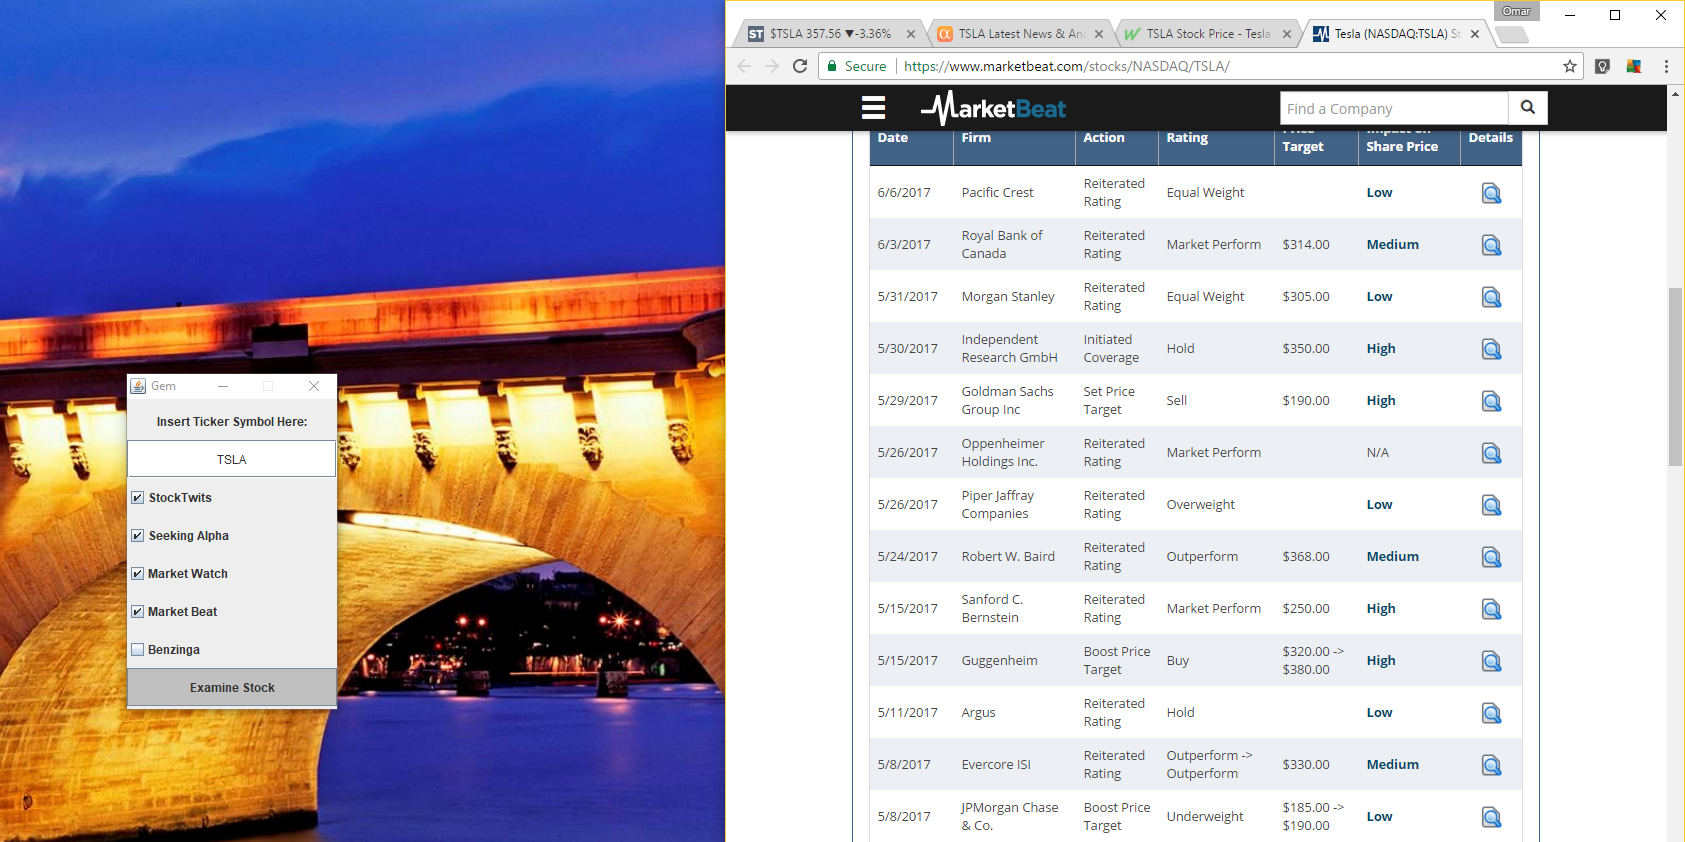 Omar
ST $TSLA 357.56 ▼-3.36%
α TSLA Latest News & Ana
TSLA Stock Price - Tesla
Tesla (NASDAQ:TSLA) St
Secure https://www.marketbeat.com/stocks/NASDAQ/TSLA/
MarketBeat
Find a Company
Date Firm Action Rating Price Target Impact on Share Price Details
6/6/2017 Pacific Crest Reiterated Rating Equal Weight Low
6/3/2017 Royal Bank of Canada Reiterated Rating Market Perform $314.00 Medium
5/31/2017 Morgan Stanley Reiterated Rating Equal Weight $305.00 Low
5/30/2017 Independent Research GmbH Initiated Coverage Hold $350.00 High
5/29/2017 Goldman Sachs Group Inc Set Price Target Sell $190.00 High
5/26/2017 Oppenheimer Holdings Inc. Reiterated Rating Market Perform N/A
5/26/2017 Piper Jaffray Companies Reiterated Rating Overweight Low
5/24/2017 Robert W. Baird Reiterated Rating Outperform $368.00 Medium
5/15/2017 Sanford C. Bernstein Reiterated Rating Market Perform $250.00 High
5/15/2017 Guggenheim Boost Price Target Buy $320.00 -> $380.00 High
5/11/2017 Argus Reiterated Rating Hold Low
5/8/2017 Evercore ISI Reiterated Rating Outperform -> Outperform $330.00 Medium
5/8/2017 JPMorgan Chase & Co. Boost Price Target Underweight $185.00 -> $190.00 Low
Gem
Insert Ticker Symbol Here:
TSLA
StockTwits
Seeking Alpha
Market Watch
Market Beat
Benzinga
Examine Stock